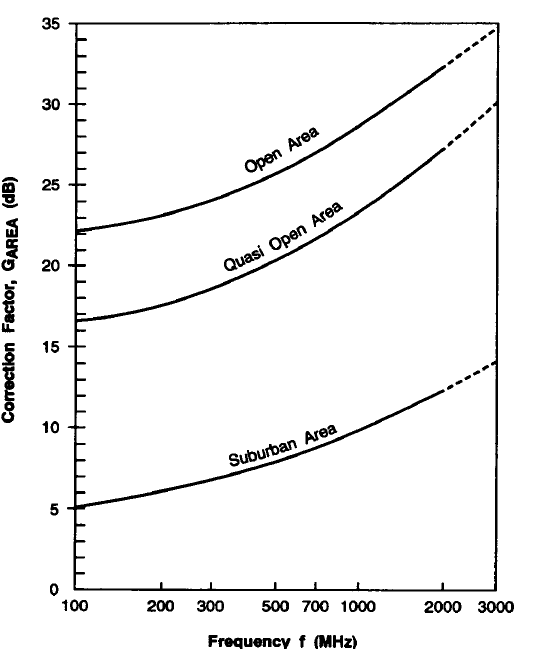 35
30
25
20
15
10
5
0
Correction Factor, GAREA (dB)
Open Area
Quasi Open Area
Suburban Area
100 200 300 500 700 1000 2000 3000
Frequency f (MHz)